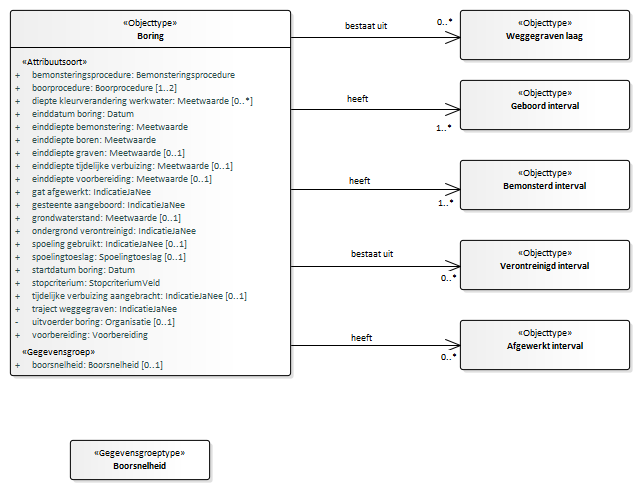 «Objecttype»
Boring
«Attribuutsoort»
+ bemonsteringsprocedure: Bemonsteringsprocedure
+ boorprocedure: Boorprocedure [1..2]
+ diepte kleurverandering werkwater: Meetwaarde [0..*]
+ einddatum boring: Datum
+ einddiepte bemonstering: Meetwaarde
+ einddiepte boren: Meetwaarde
+ einddiepte graven: Meetwaarde [0..1]
+ einddiepte tijdelijke verbuizing: Meetwaarde [0..1]
+ einddiepte voorbereiding: Meetwaarde [0..1]
+ gat afgewerkt: IndicatieJaNee
+ gesteente aangeboord: IndicatieJaNee
+ grondwaterstand: Meetwaarde [0..1]
+ ondergrond verontreinigd: IndicatieJaNee
+ spoeling gebruikt: IndicatieJaNee [0..1]
+ spoelingtoeslag: Spoelingtoeslag [0..1]
+ startdatum boring: Datum
+ stopcriterium: StopcriteriumVeld
+ tijdelijke verbuizing aangebracht: IndicatieJaNee [0..1]
+ traject weggegraven: IndicatieJaNee
- uitvoerder boring: Organisatie [0..1]
+ voorbereiding: Voorbereiding
«Gegevensgroep»
+ boorsnelheid: Boorsnelheid [0..1]
bestaat uit
0..*
«Objecttype»
Weggegraven laag
heeft
1..*
«Objecttype»
Geboord interval
heeft
1..*
«Objecttype»
Bemonsterd interval
bestaat uit
0..*
«Objecttype»
Verontreinigd interval
heeft
0..*
«Objecttype»
Afgewerkt interval
«Gegevensgroeptype»
Boorsnelheid